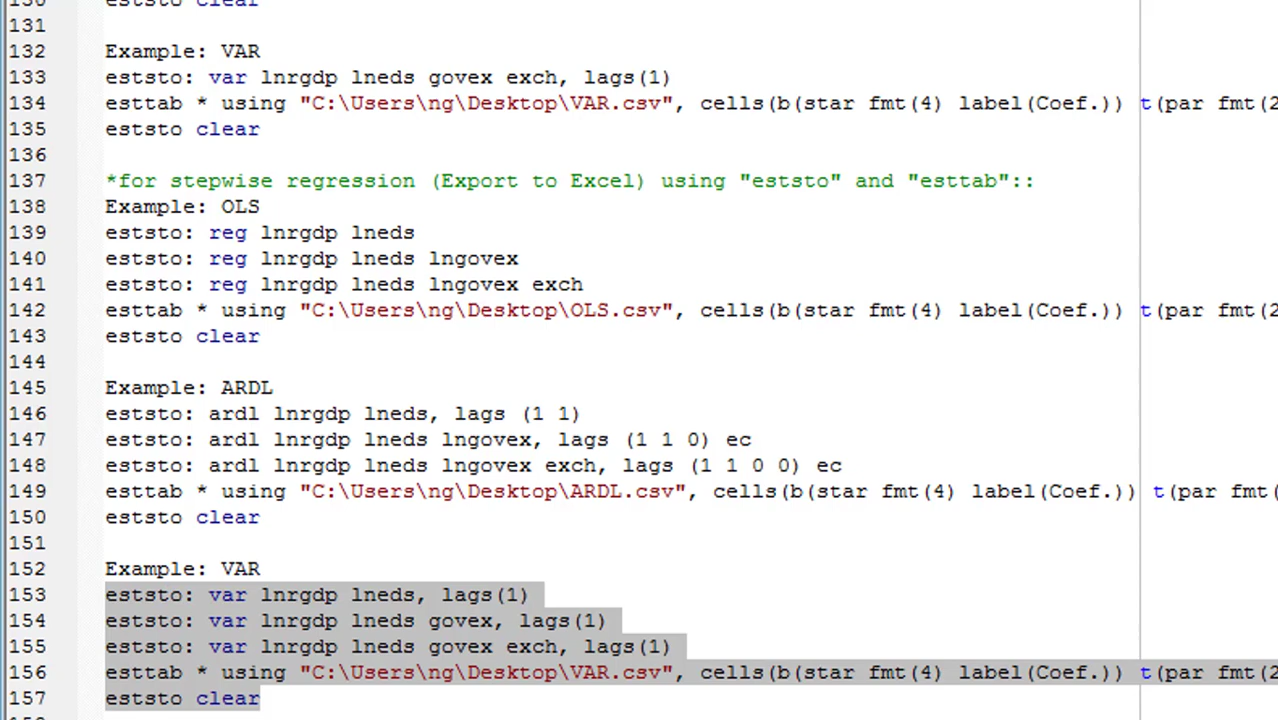 130 eststo clear
131
132 Example: VAR
133 eststo: var lnrgdp lneds govex exch, lags(1)
134 esttab * using "C:\Users\ng\Desktop\VAR.csv", cells(b(star fmt(4) label(Coef.)) t(par fmt(2
135 eststo clear
136
137 *for stepwise regression (Export to Excel) using "eststo" and "esttab"::
138 Example: OLS
139 eststo: reg lnrgdp lneds
140 eststo: reg lnrgdp lneds lngovex
141 eststo: reg lnrgdp lneds lngovex exch
142 esttab * using "C:\Users\ng\Desktop\OLS.csv", cells(b(star fmt(4) label(Coef.)) t(par fmt(2
143 eststo clear
144
145 Example: ARDL
146 eststo: ardl lnrgdp lneds, lags (1 1)
147 eststo: ardl lnrgdp lneds lngovex, lags (1 1 0) ec
148 eststo: ardl lnrgdp lneds lngovex exch, lags (1 1 0 0) ec
149 esttab * using "C:\Users\ng\Desktop\ARDL.csv", cells(b(star fmt(4) label(Coef.)) t(par fmt(
150 eststo clear
151
152 Example: VAR
153 eststo: var lnrgdp lneds, lags(1)
154 eststo: var lnrgdp lneds govex, lags(1)
155 eststo: var lnrgdp lneds govex exch, lags(1)
156 esttab * using "C:\Users\ng\Desktop\VAR.csv", cells(b(star fmt(4) label(Coef.)) t(par fmt(2
157 eststo clear